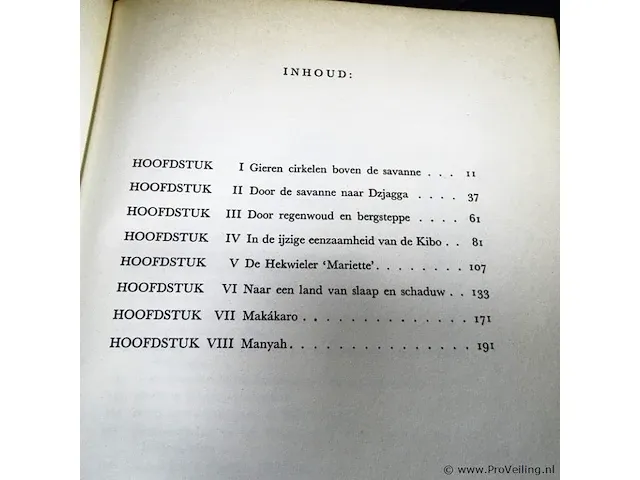 INHOUD:
HOOFDSTUK I Gieren cirkelen boven de savanne . . . 11
HOOFDSTUK II Door de savanne naar Dzjagga . . . . 37
HOOFDSTUK III Door regenwoud en bergsteppe . . . . 61
HOOFDSTUK IV In de ijzige eenzaamheid van de Kibo . . 81
HOOFDSTUK V De Hekwieler ‘Mariette’ . . . . . . . . 107
HOOFDSTUK VI Naar een land van slaap en schaduw . . 133
HOOFDSTUK VII Makákaro . . . . . . . . . . . . . 171
HOOFDSTUK VIII Manyah . . . . . . . . . . . . . . 191
© www.ProVeiling.nl